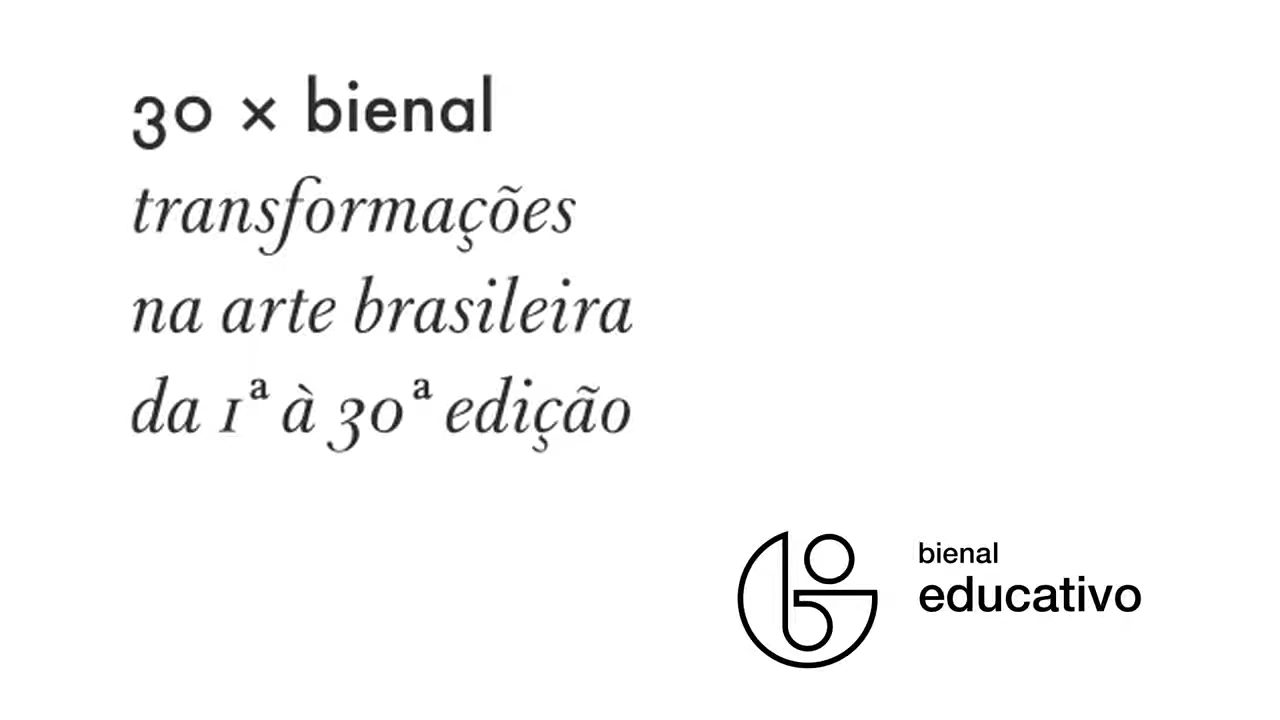 30 × bienal
transformações
na arte brasileira
da 1ª à 30ª edição
bienal
educativo